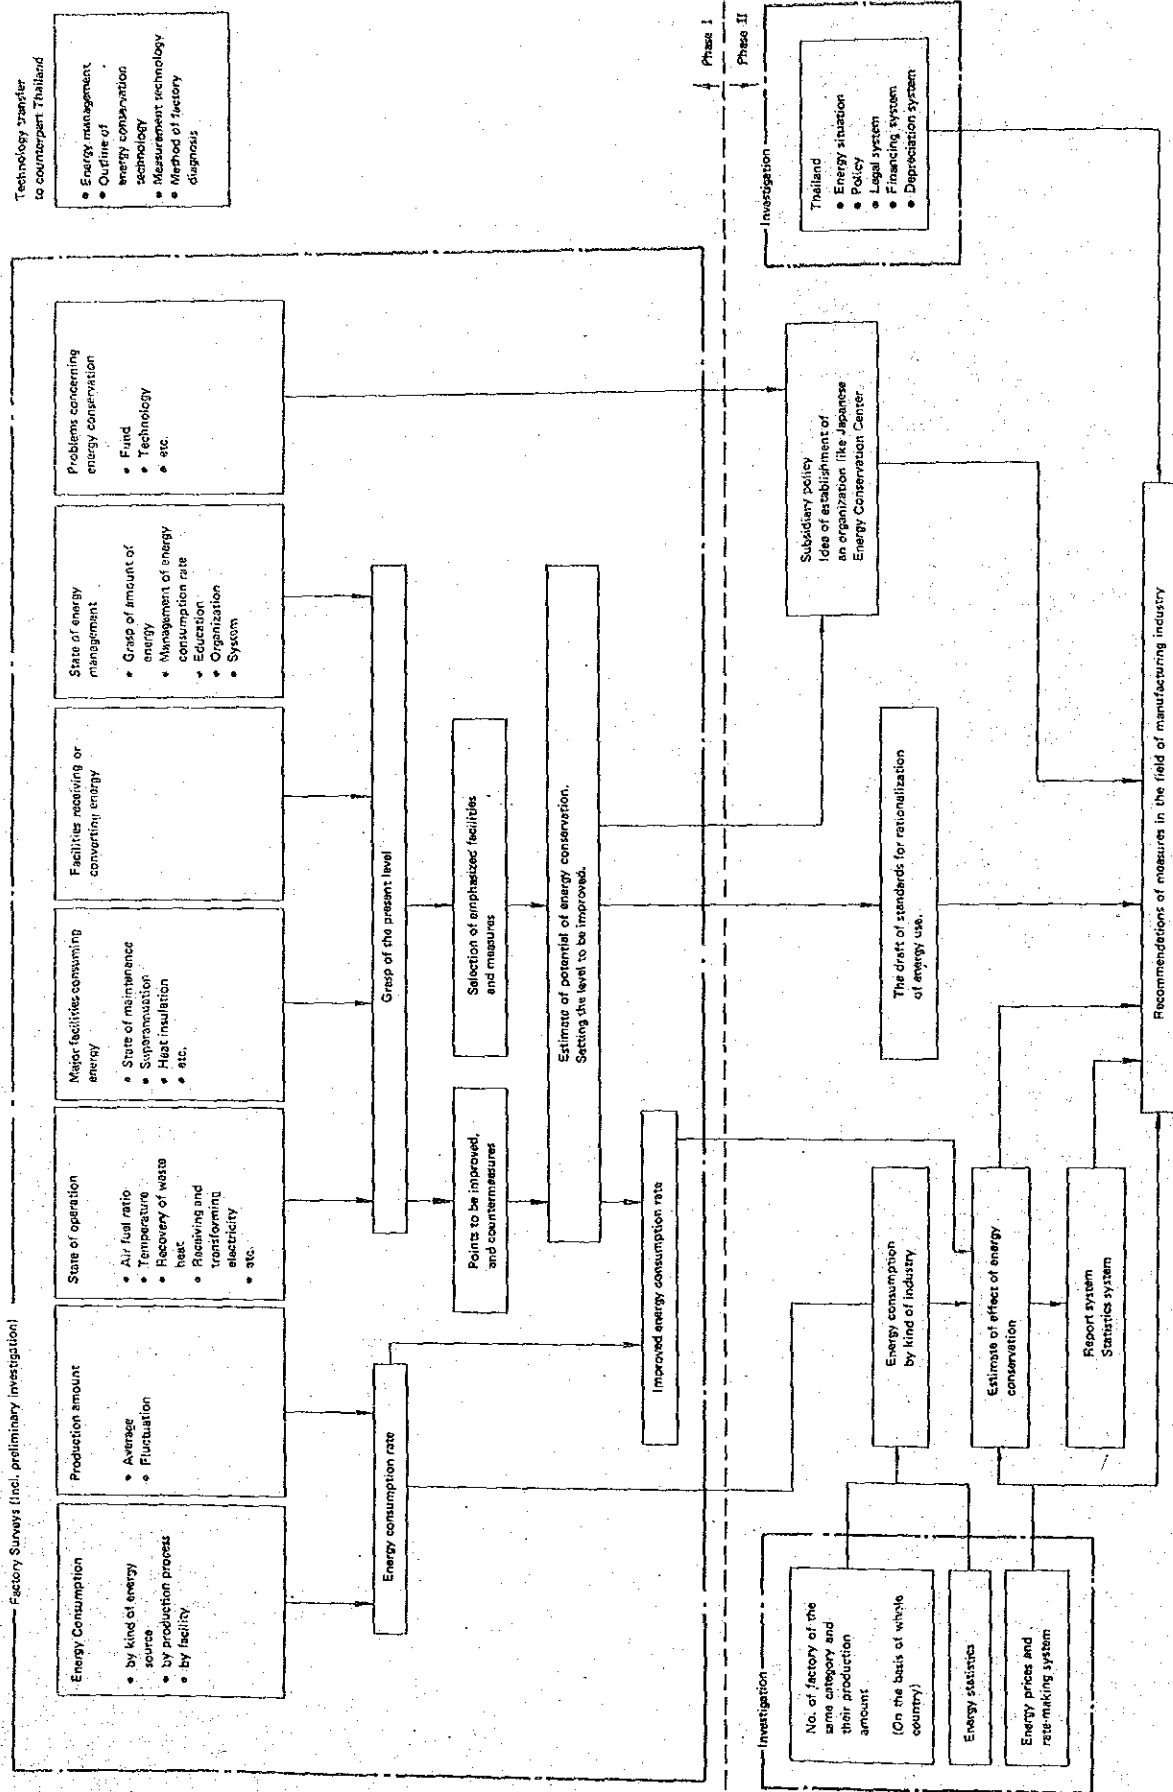 Factory Surveys (Incl. preliminary investigation)
Energy Consumption
• by kind of energy
source
• by production process
• by facility
Production amount
• Average
• Fluctuation
State of operation
• Air fuel ratio
• Temperature
• Recovery of waste
heat
• Receiving and
transforming
electricity
• etc.
Major facilities consuming
energy
• State of maintenance
• Superannuation
• Heat insulation
• etc.
Facilities receiving or
converting energy
State of energy
management
• Grasp of amount of
energy
• Management of energy
consumption rate
• Education
• Organization
• System
Problems concerning
energy conservation
• Fund
• Technology
• etc.
Technology transfer
to counterpart Thailand
• Energy management
• Outline of
energy conservation
technology
• Measurement technology
• Method of factory
diagnosis
Energy consumption rate
Grasp of the present level
Points to be improved,
and countermeasures
Selection of emphasized facilities
and measures
Estimate of potential of energy conservation.
Setting the level to be improved.
Improved energy consumption rate
Phase I
Phase II
Investigation
No. of factory of the
same category and
their production
amount
(On the basis of whole
country)
Energy statistics
Energy prices and
rate-making system
Energy consumption
by kind of industry
Estimate of effect of energy
conservation
Report system
Statistics system
The draft of standards for rationalization
of energy use.
Subsidiary policy
Idea of establishment of
an organization like Japanese
Energy Conservation Center
Investigation
Thailand
• Energy situation
• Policy
• Legal system
• Financing system
• Depreciation system
Recommendations of measures in the field of manufacturing industry